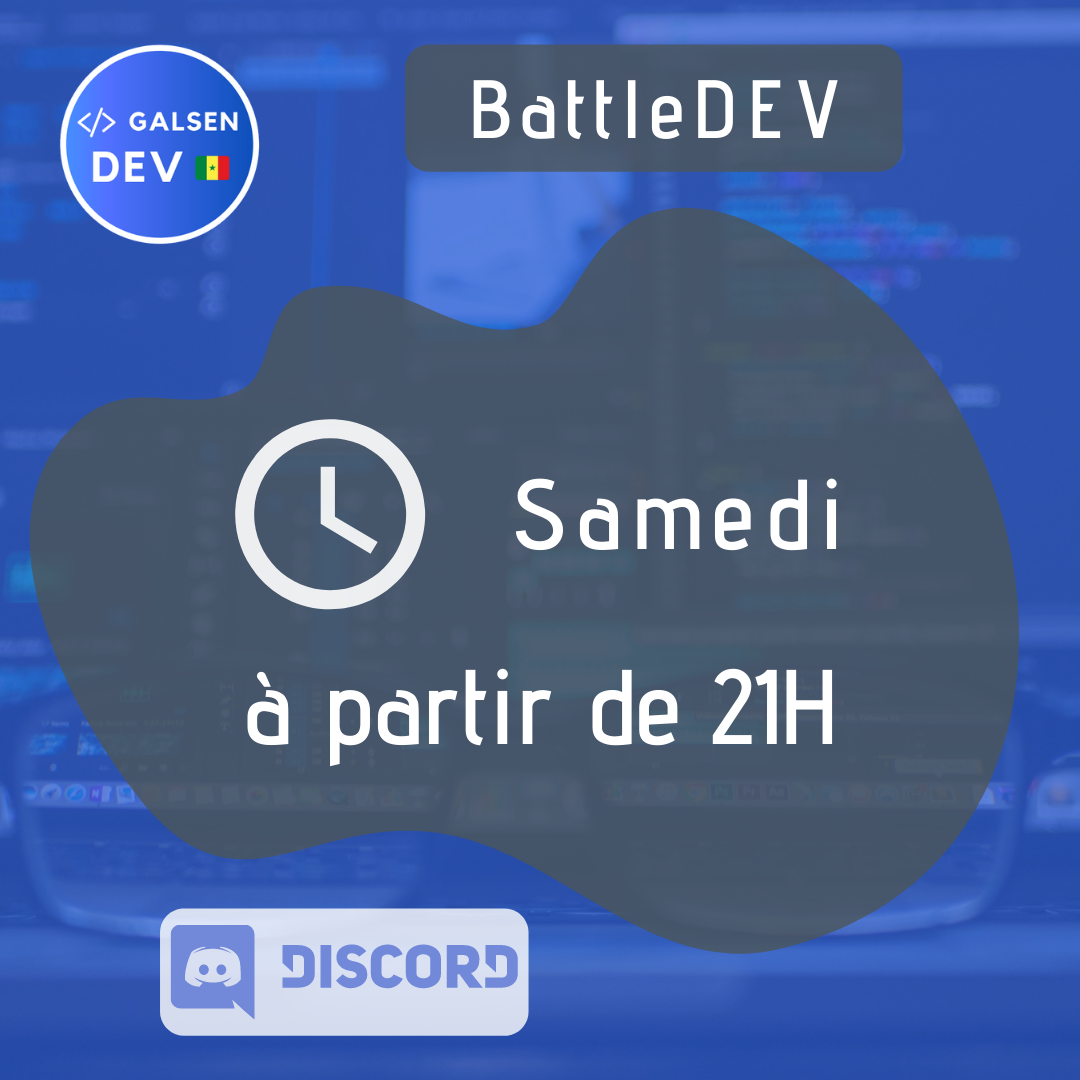 </> GALSEN
DEV
BattleDEV
Samedi
à partir de 21H
DISCORD